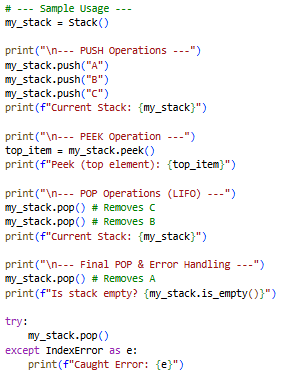 # --- Sample Usage ---
my_stack = Stack()

print("\n--- PUSH Operations ---")
my_stack.push("A")
my_stack.push("B")
my_stack.push("C")
print(f"Current Stack: {my_stack}")

print("\n--- PEEK Operation ---")
top_item = my_stack.peek()
print(f"Peek (top element): {top_item}")

print("\n--- POP Operations (LIFO) ---")
my_stack.pop() # Removes C
my_stack.pop() # Removes B
print(f"Current Stack: {my_stack}")

print("\n--- Final POP & Error Handling ---")
my_stack.pop() # Removes A
print(f"Is stack empty? {my_stack.is_empty()}")

try:
    my_stack.pop()
except IndexError as e:
    print(f"Caught Error: {e}")